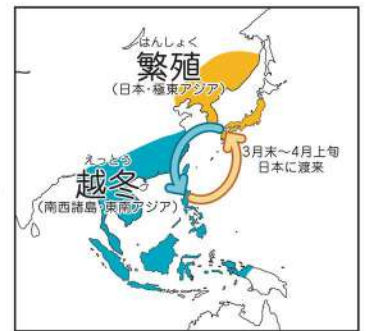 はんしょく
繁殖
(日本・極東アジア)
3月末〜4月上旬
日本に渡来
えっとう
越冬
(南西諸島・東南アジア)